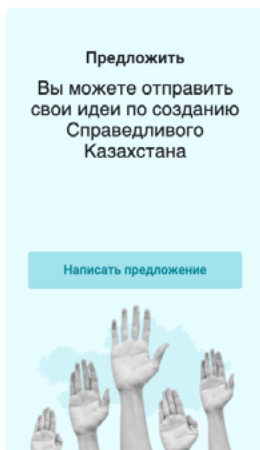 Предложить
Вы можете отправить
свои идеи по созданию
Справедливого
Казахстана
Написать предложение